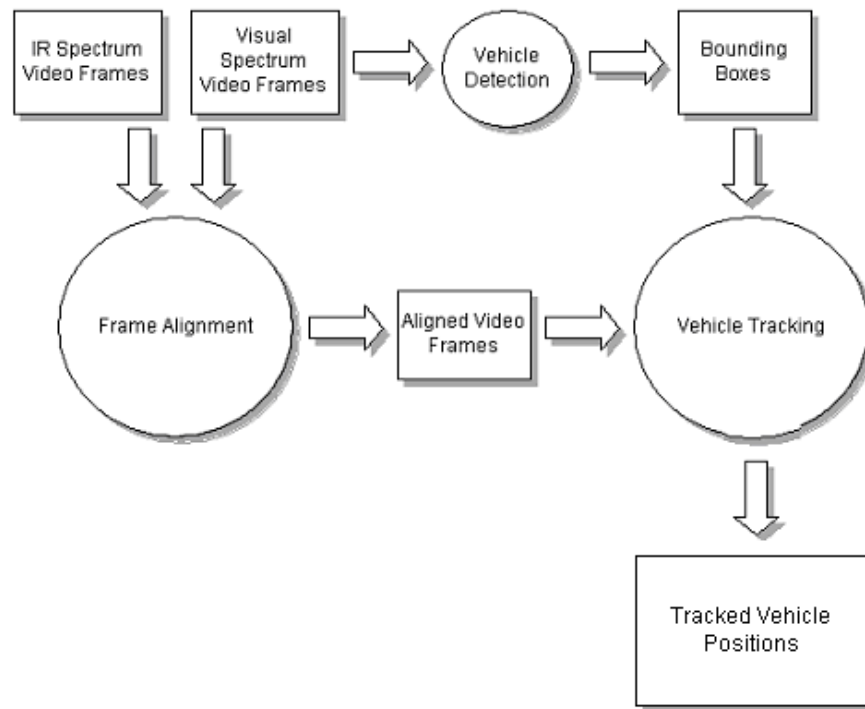 IR Spectrum
Video Frames
Visual
Spectrum
Video Frames
Vehicle
Detection
Bounding
Boxes
Frame Alignment
Aligned Video
Frames
Vehicle Tracking
Tracked Vehicle
Positions